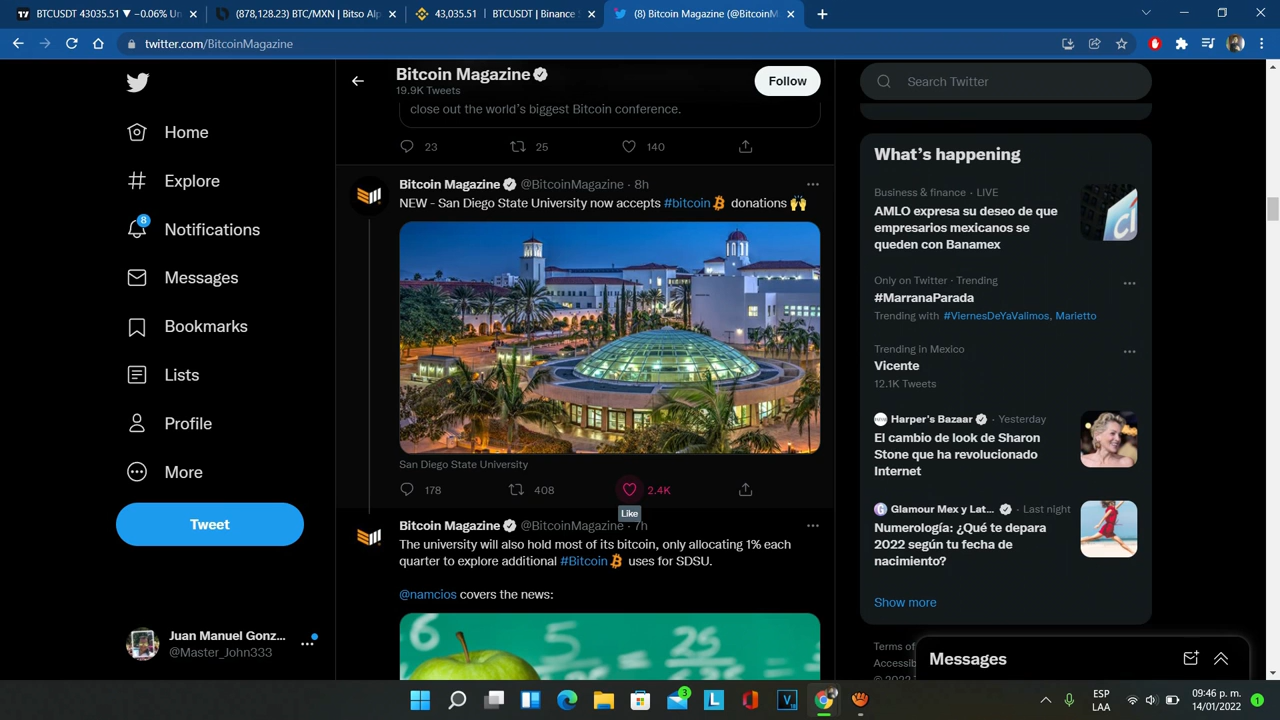 BTCUSDT 43035.51 ▼ −0.06% Un
(878,128.23) BTC/MXN | Bitso Alp
43,035.51 | BTCUSDT | Binance S
(8) Bitcoin Magazine (@BitcoinM
twitter.com/BitcoinMagazine
Home
Explore
8
Notifications
Messages
Bookmarks
Lists
Profile
More
Tweet
Juan Manuel Gonz...
@Master_John333
Bitcoin Magazine
19.9K Tweets
Follow
close out the world's biggest Bitcoin conference.
23 25 140
Bitcoin Magazine @BitcoinMagazine · 8h
NEW - San Diego State University now accepts #bitcoin donations 🙌
San Diego State University
178 408 2.4K
Like
Bitcoin Magazine @BitcoinMagazine · 7h
The university will also hold most of its bitcoin, only allocating 1% each
quarter to explore additional #Bitcoin uses for SDSU.
@namcios covers the news:
Search Twitter
What's happening
Business & finance · LIVE
AMLO expresa su deseo de que
empresarios mexicanos se
queden con Banamex
Only on Twitter · Trending
#MarranaParada
Trending with #ViernesDeYaValimos, Marietto
Trending in Mexico
Vicente
12.1K Tweets
Harper's Bazaar · Yesterday
El cambio de look de Sharon
Stone que ha revolucionado
Internet
Glamour Mex y Lat... · Last night
Numerología: ¿Qué te depara
2022 según tu fecha de
nacimiento?
Show more
Terms of
Accessib
© 2022
Messages
3
ESP
LAA
09:46 p. m.
14/01/2022
1